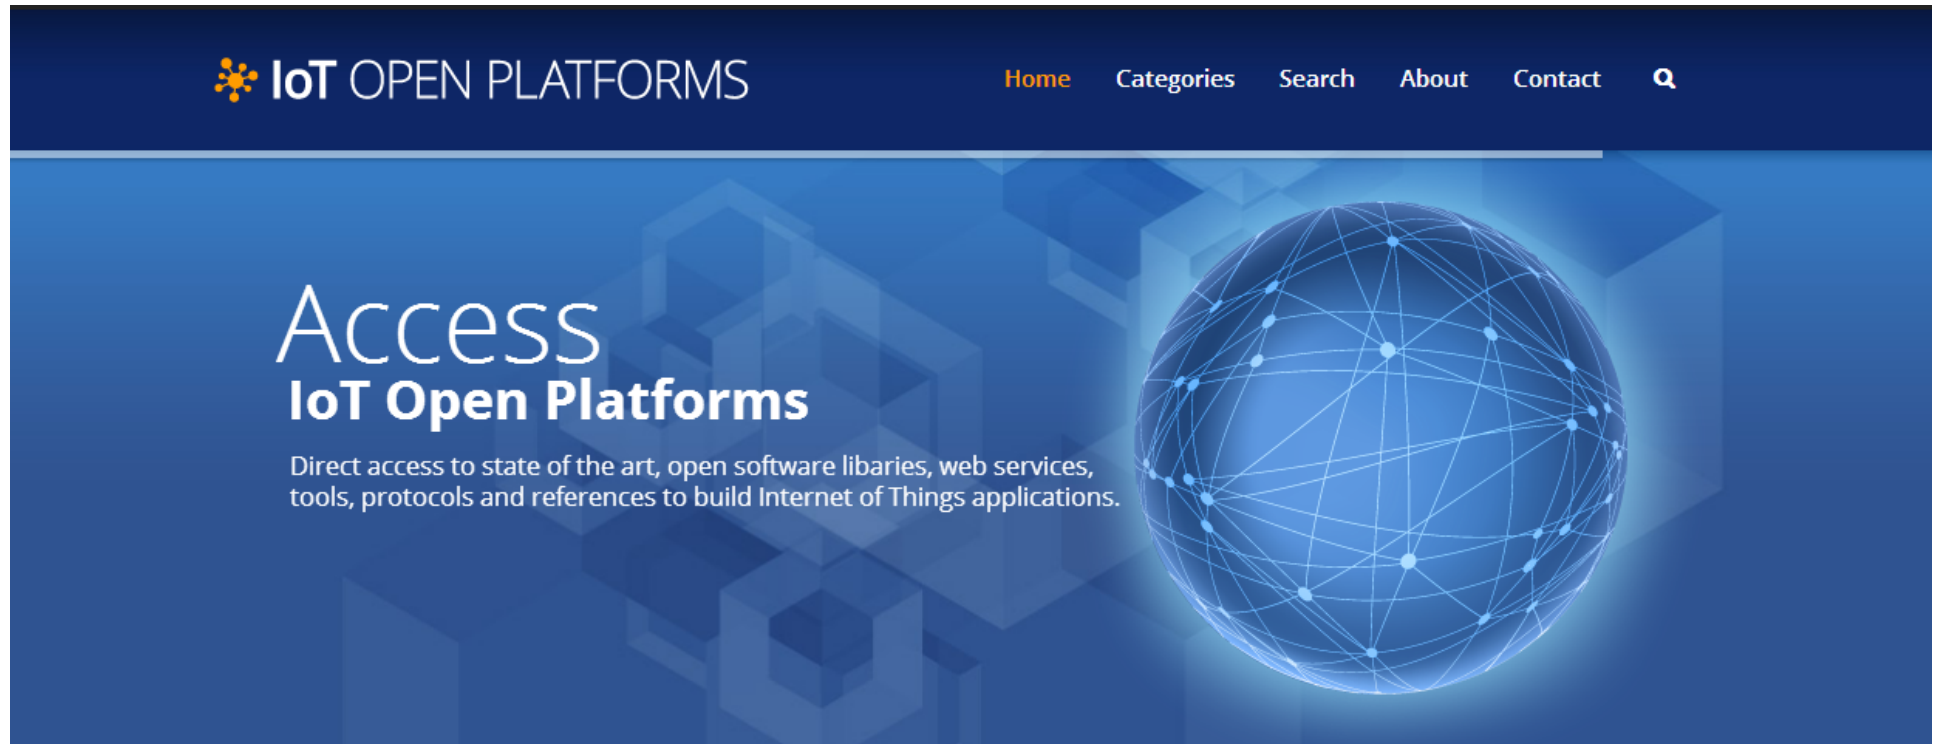 IoT OPEN PLATFORMS
Home Categories Search About Contact
Access
IoT Open Platforms
Direct access to state of the art, open software libaries, web services,
tools, protocols and references to build Internet of Things applications.